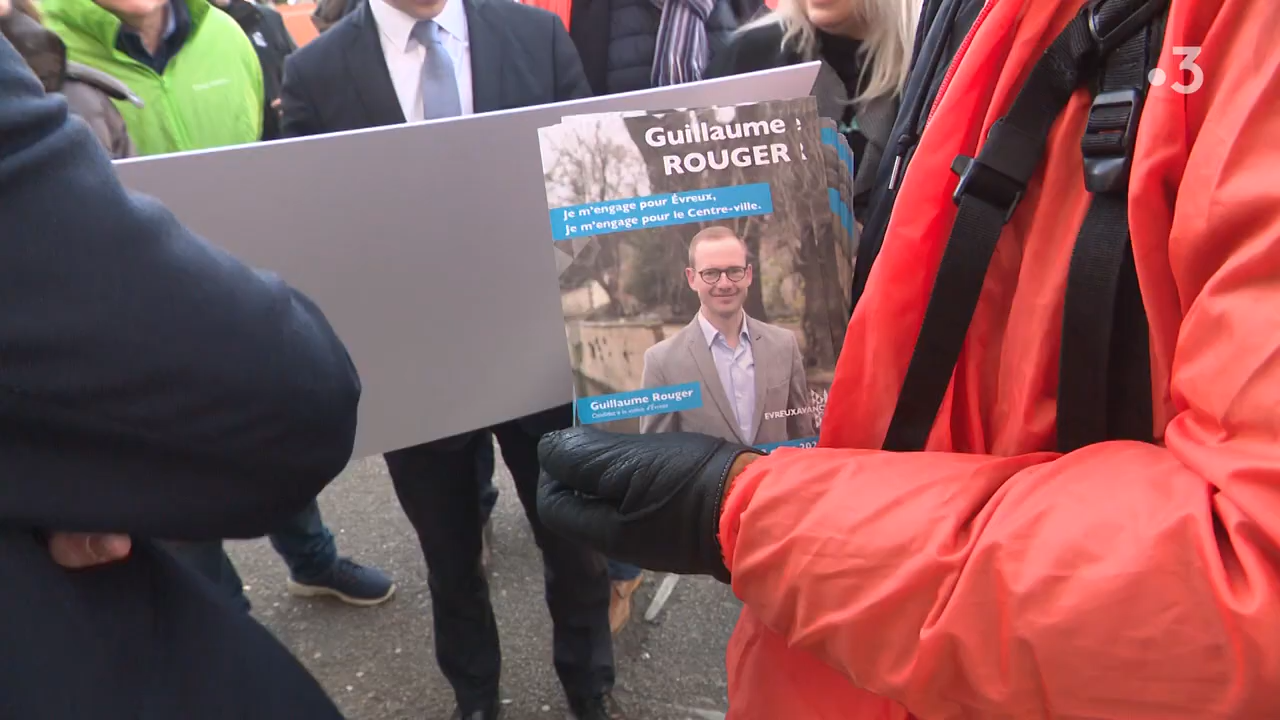 .3
Guillaume
ROUGER
Je m'engage pour Évreux,
Je m'engage pour le Centre-ville.
Guillaume Rouger
EVREUXAVANC